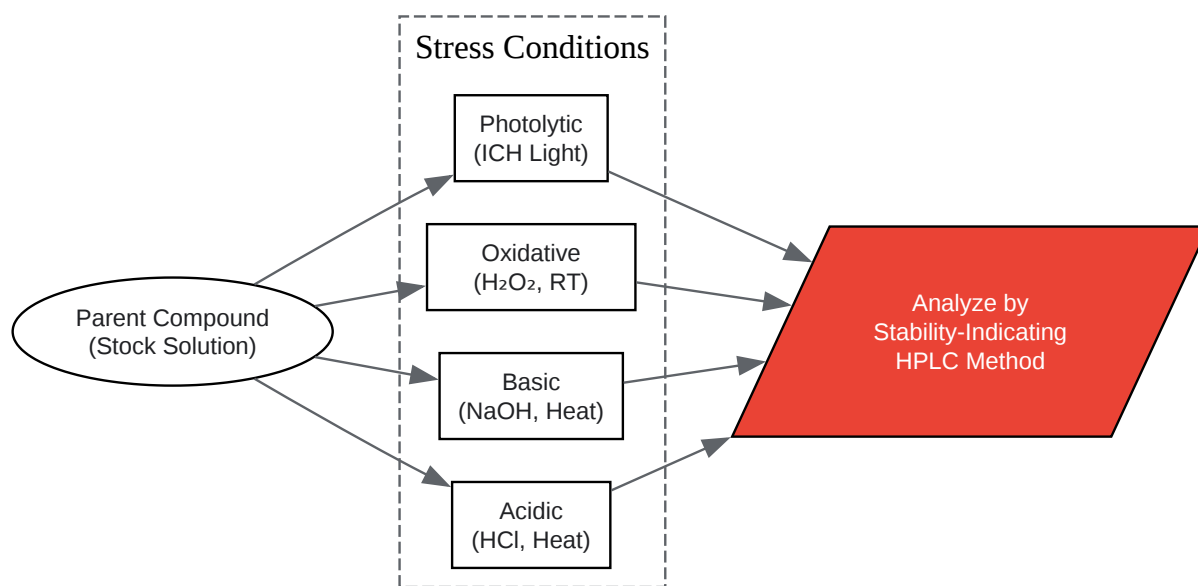 Stress Conditions
Photolytic
(ICH Light)
Oxidative
(H₂O₂, RT)
Parent Compound
(Stock Solution)
Basic
(NaOH, Heat)
Acidic
(HCl, Heat)
Analyze by
Stability-Indicating
HPLC Method